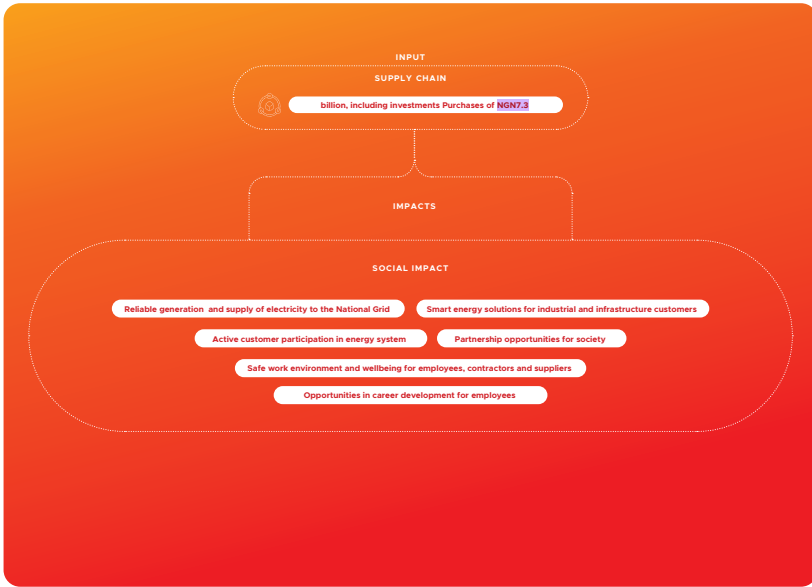 INPUT
SUPPLY CHAIN
billion, including investments Purchases of NGN7.3
IMPACTS
SOCIAL IMPACT
Reliable generation and supply of electricity to the National Grid
Smart energy solutions for industrial and infrastructure customers
Active customer participation in energy system
Partnership opportunities for society
Safe work environment and wellbeing for employees, contractors and suppliers
Opportunities in career development for employees